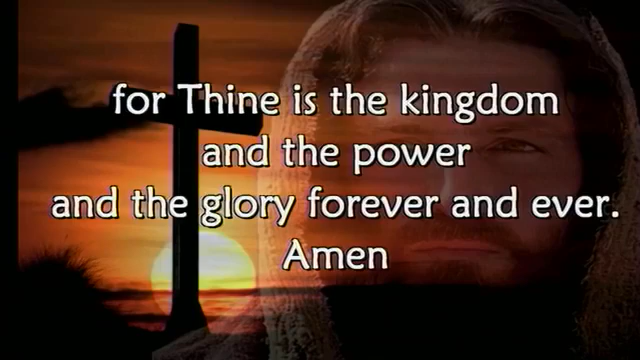 for Thine is the kingdom
and the power
and the glory forever and ever.
Amen